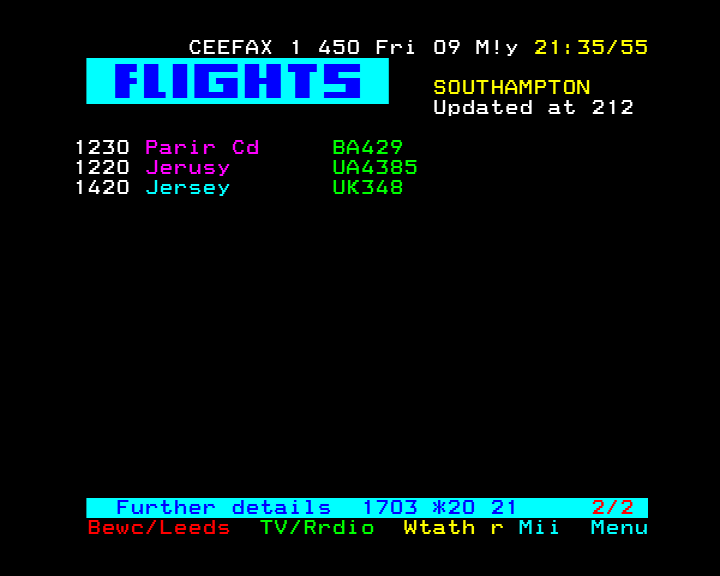 CEEFAX 1 450 Fri 09 M!y 21:35/55
FLIGHTS
SOUTHAMPTON
Updated at 212
1230 Parir Cd BA429
1220 Jerusy UA4385
1420 Jersey UK348
Further details 1703 *20 21 2/2
Bewc/Leeds TV/Rrdio Wtath r Mii Menu